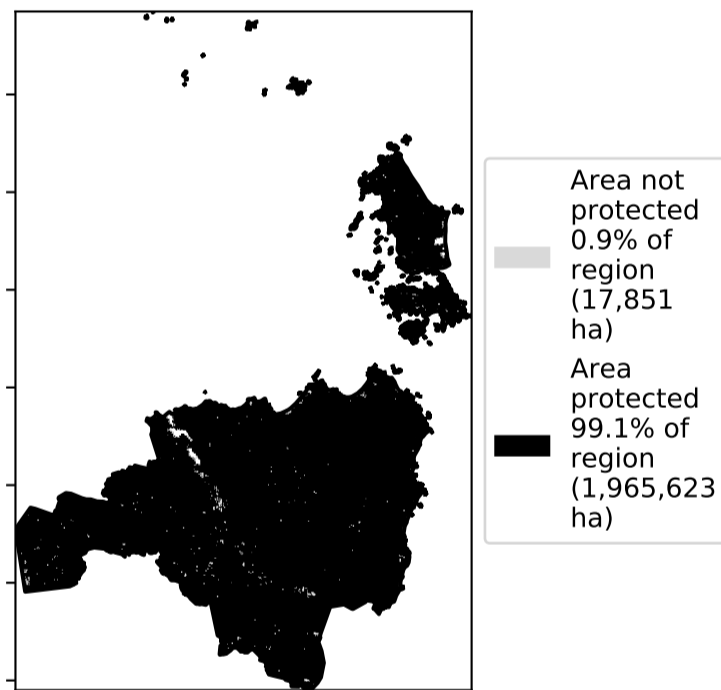 Area not
protected
0.9% of
region
(17,851
ha)
Area
protected
99.1% of
region
(1,965,623
ha)